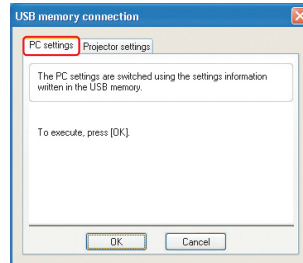 USB memory connection
PC settings Projector settings
The PC settings are switched using the settings information
written in the USB memory.
To execute, press [OK].
OK Cancel